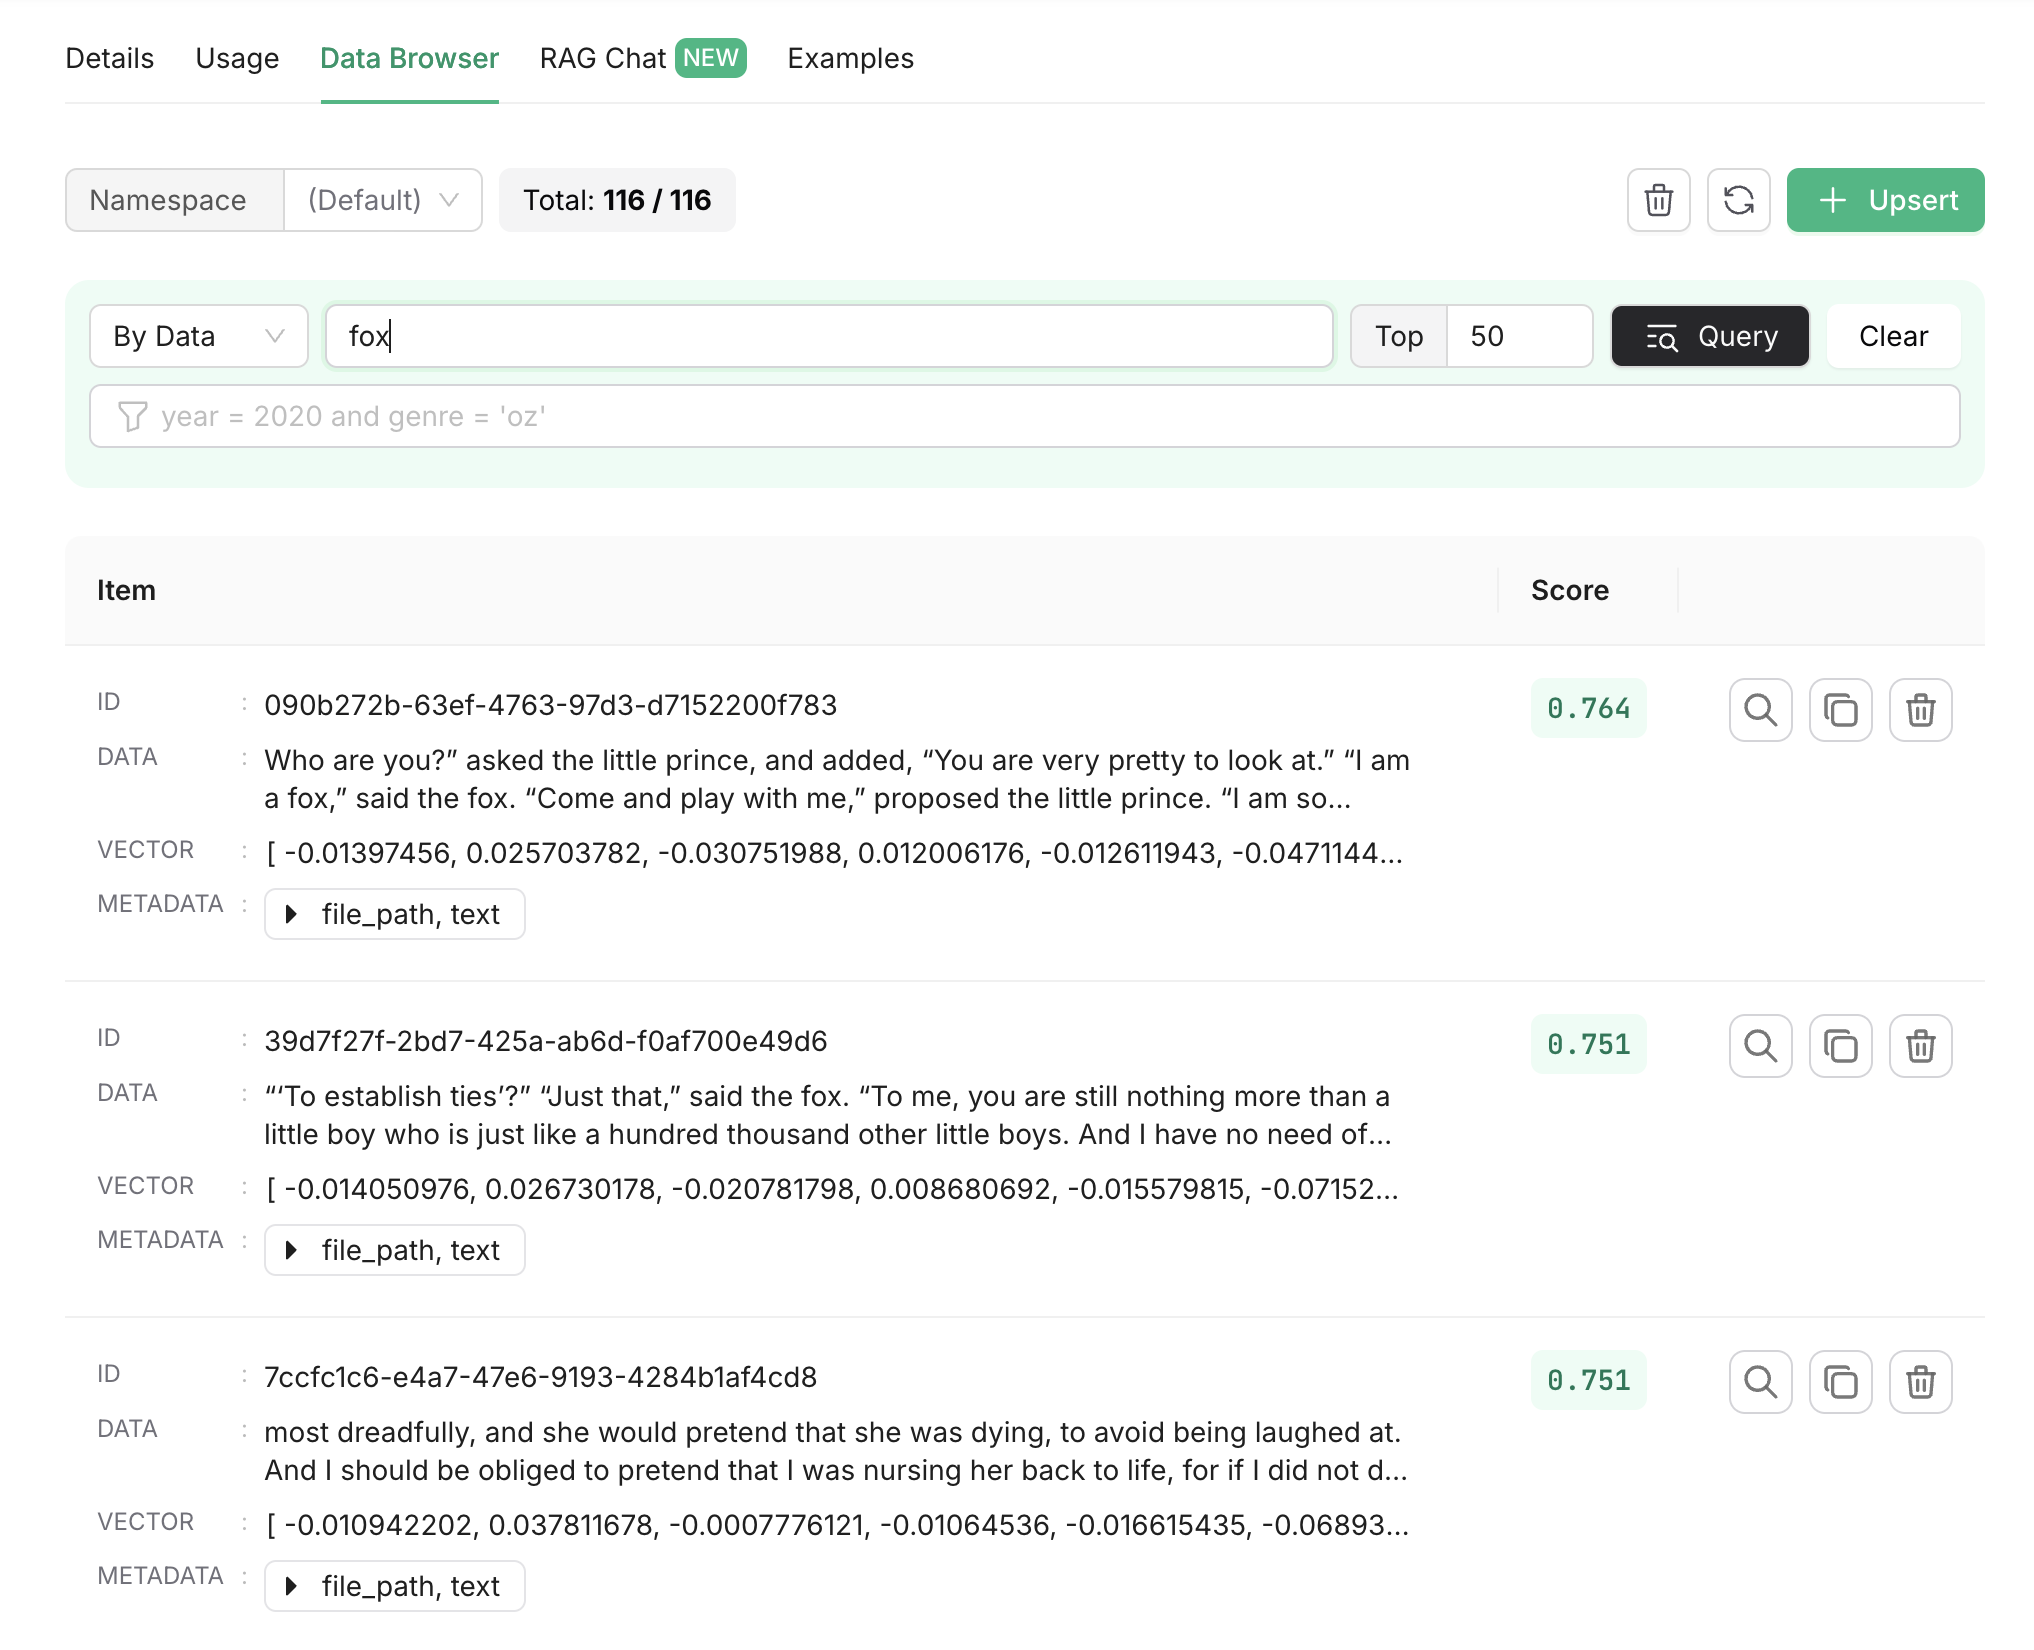 Details Usage Data Browser RAG Chat NEW Examples
Namespace (Default) Total: 116 / 116 Upsert
By Data fox Top 50 Query Clear
year = 2020 and genre = 'oz'
Item Score
ID : 090b272b-63ef-4763-97d3-d7152200f783 0.764
DATA : Who are you?” asked the little prince, and added, “You are very pretty to look at.” “I am
a fox,” said the fox. “Come and play with me,” proposed the little prince. “I am so...
VECTOR : [ -0.01397456, 0.025703782, -0.030751988, 0.012006176, -0.012611943, -0.0471144...
METADATA : file_path, text
ID : 39d7f27f-2bd7-425a-ab6d-f0af700e49d6 0.751
DATA : “‘To establish ties’?” “Just that,” said the fox. “To me, you are still nothing more than a
little boy who is just like a hundred thousand other little boys. And I have no need of...
VECTOR : [ -0.014050976, 0.026730178, -0.020781798, 0.008680692, -0.015579815, -0.07152...
METADATA : file_path, text
ID : 7ccfc1c6-e4a7-47e6-9193-4284b1af4cd8 0.751
DATA : most dreadfully, and she would pretend that she was dying, to avoid being laughed at.
And I should be obliged to pretend that I was nursing her back to life, for if I did not d...
VECTOR : [ -0.010942202, 0.037811678, -0.0007776121, -0.01064536, -0.016615435, -0.06893...
METADATA : file_path, text